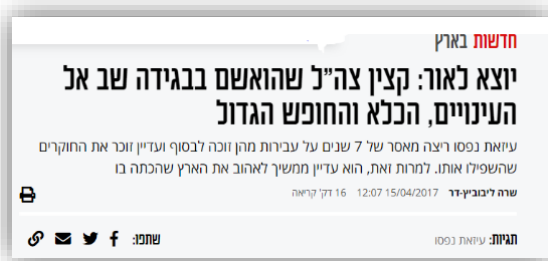 חדשות בארץ
יוצא לאור: קצין צה"ל שהואשם בבגידה שב אל
העינויים, הכלא והחופש הגדול
עיזאת נפסו ריצה מאסר של 7 שנים על עבירות מהן זוכה לבסוף ועדיין זוכר את החוקרים
שהשפילו אותו. למרות זאת, הוא עדיין ממשיך לאהוב את הארץ שהכתה בו
שרה ליבוביץ-דר 15/04/2017 12:07 16 דק' קריאה
שתפו:
תגיות: עיזאת נפסו